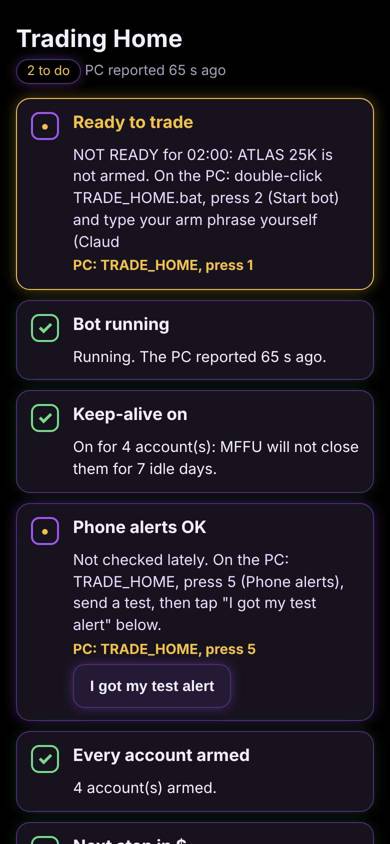 Trading Home
2 to do PC reported 65 s ago
Ready to trade
NOT READY for 02:00: ATLAS 25K is
not armed. On the PC: double-click
TRADE_HOME.bat, press 2 (Start bot)
and type your arm phrase yourself
(Claud
PC: TRADE_HOME, press 1
Bot running
Running. The PC reported 65 s ago.
Keep-alive on
On for 4 account(s): MFFU will not close
them for 7 idle days.
Phone alerts OK
Not checked lately. On the PC:
TRADE_HOME, press 5 (Phone alerts),
send a test, then tap "I got my test
alert" below.
PC: TRADE_HOME, press 5
I got my test alert
Every account armed
4 account(s) armed.
Next step in $